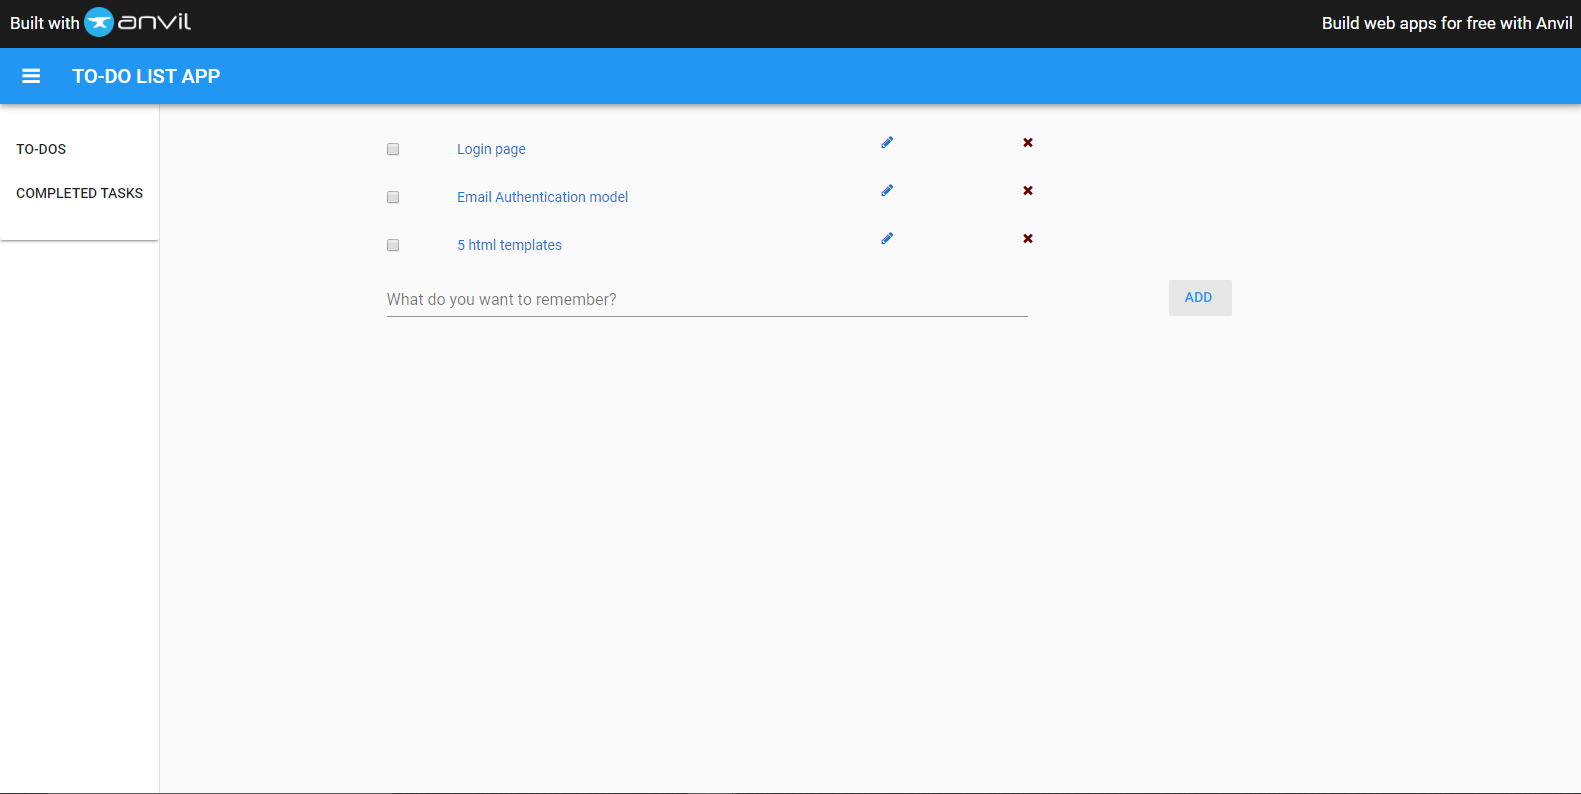 Built with anvil
Build web apps for free with Anvil
TO-DO LIST APP
TO-DOS
COMPLETED TASKS
Login page
Email Authentication model
5 html templates
What do you want to remember?
ADD